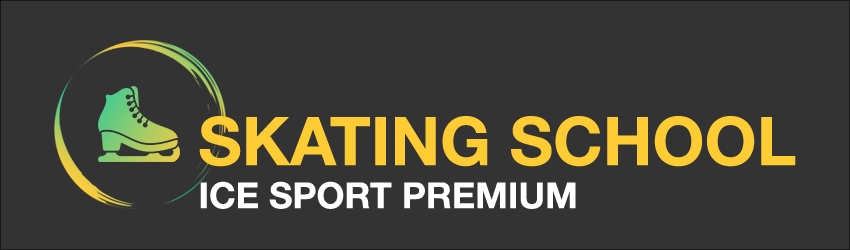 SKATING SCHOOL
ICE SPORT PREMIUM